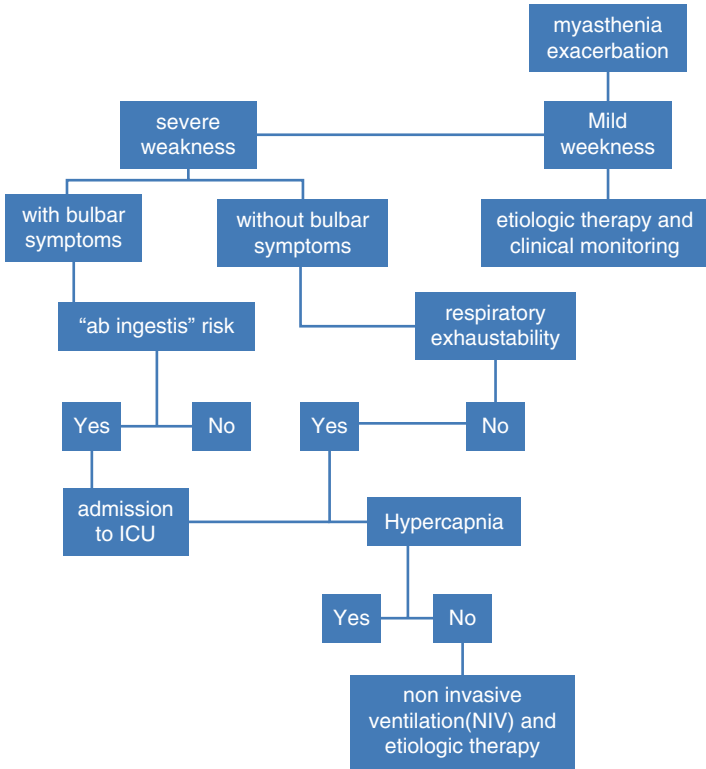 myasthenia
exacerbation
severe
weakness
Mild
weekness
with bulbar
symptoms
without bulbar
symptoms
etiologic therapy and
clinical monitoring
“ab ingestis” risk
respiratory
exhaustability
Yes
No
Yes
No
admission
to ICU
Hypercapnia
Yes
No
non invasive
ventilation(NIV) and
etiologic therapy